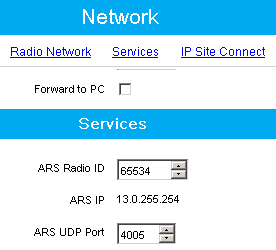 Network
Radio Network Services IP Site Connect
Forward to PC
Services
ARS Radio ID 65534
ARS IP 13.0.255.254
ARS UDP Port 4005